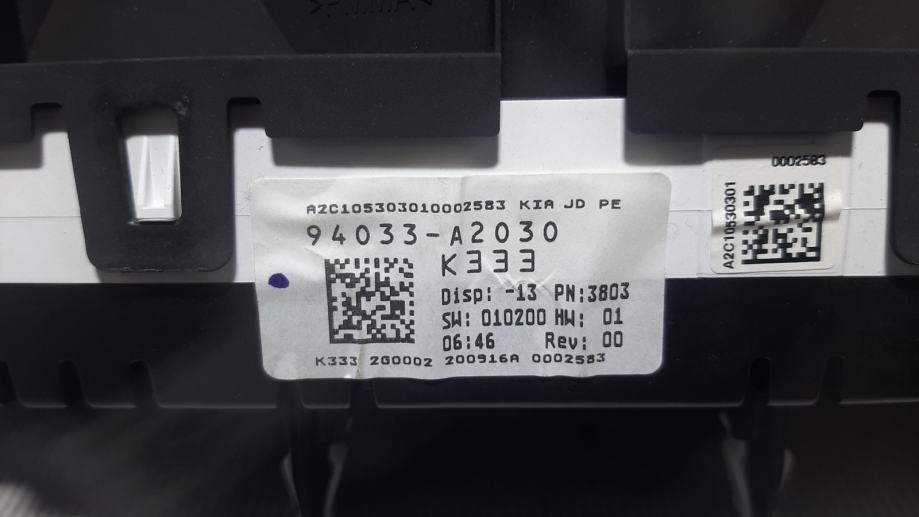 A2C105303010002583 KIA JD PE
94033-A2030
K333
Disp: -13 PN:3803
SW: 010200 HW: 01
06:46 Rev: 00
K333 2G0002 200916A 0002583
0002583
A2C10530301